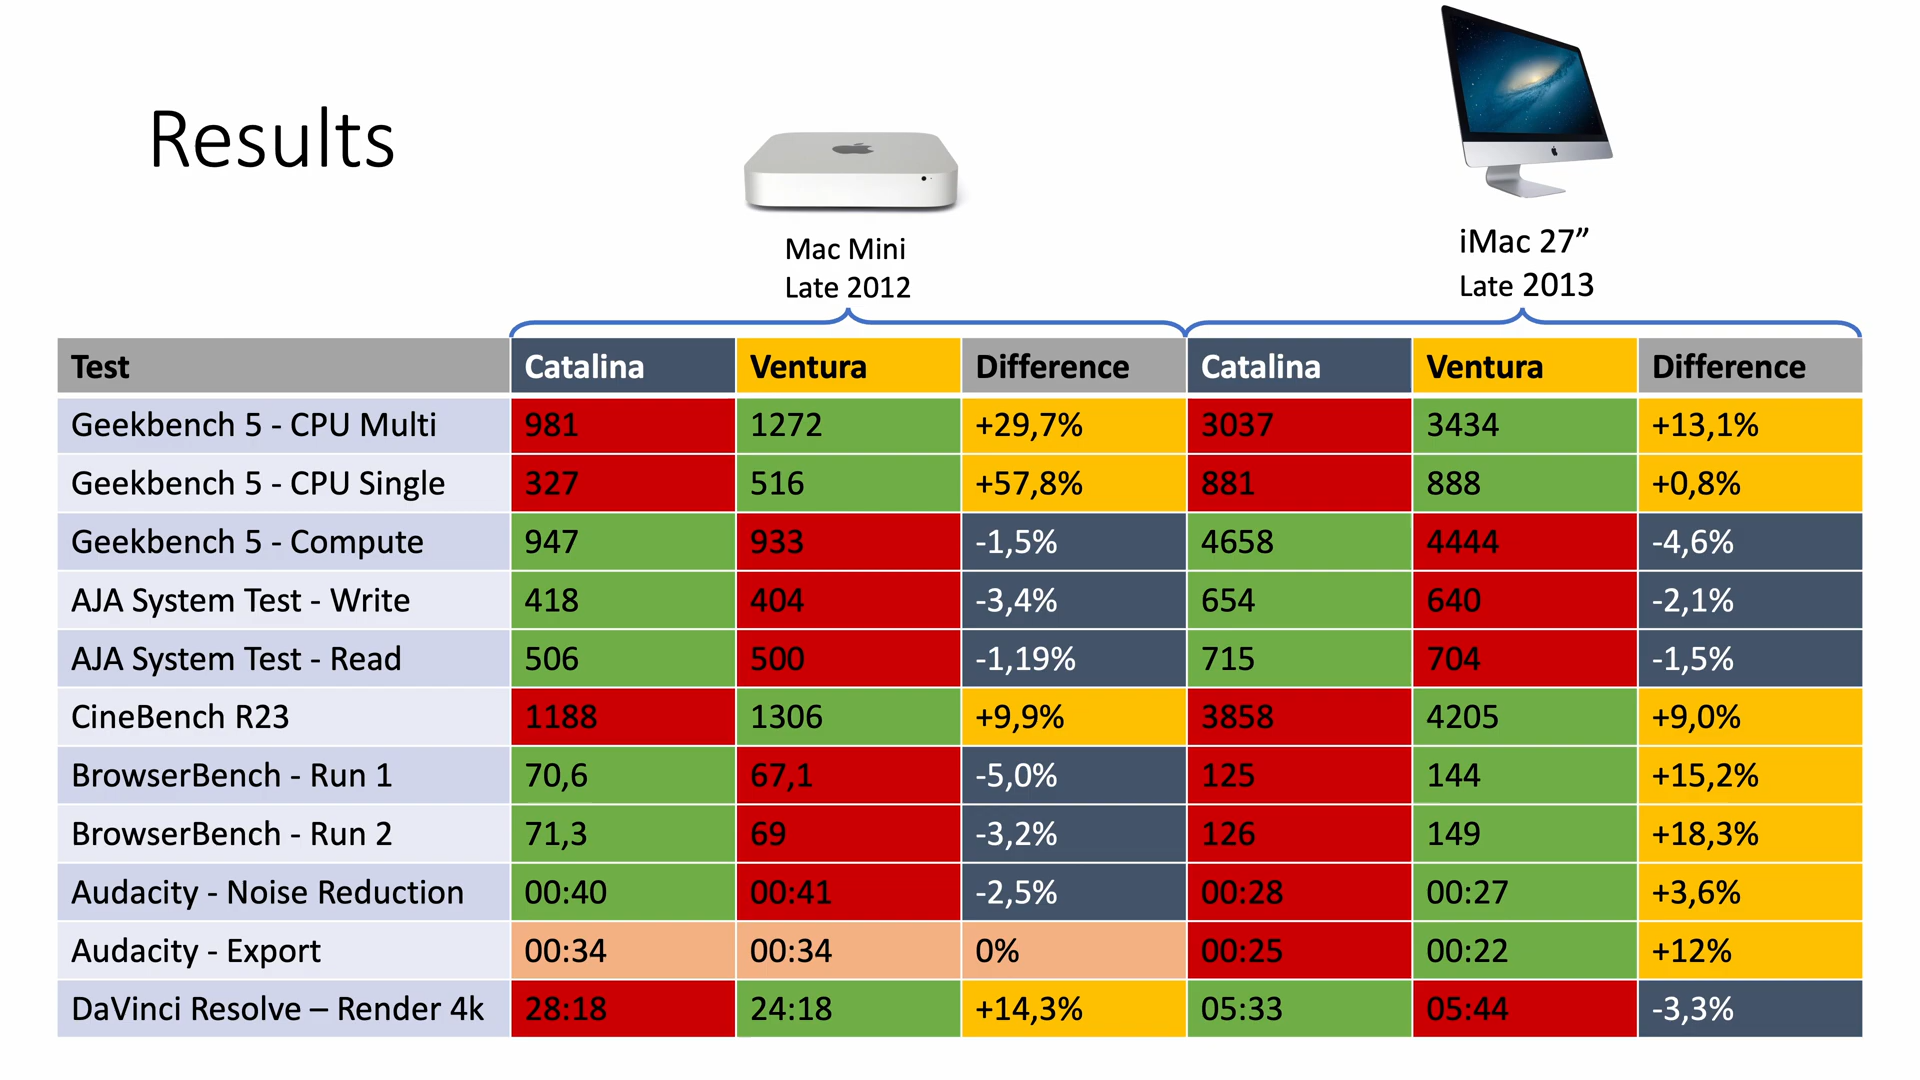 Results
Mac Mini
Late 2012
iMac 27”
Late 2013
Test Catalina Ventura Difference Catalina Ventura Difference
Geekbench 5 - CPU Multi 981 1272 +29,7% 3037 3434 +13,1%
Geekbench 5 - CPU Single 327 516 +57,8% 881 888 +0,8%
Geekbench 5 - Compute 947 933 -1,5% 4658 4444 -4,6%
AJA System Test - Write 418 404 -3,4% 654 640 -2,1%
AJA System Test - Read 506 500 -1,19% 715 704 -1,5%
CineBench R23 1188 1306 +9,9% 3858 4205 +9,0%
BrowserBench - Run 1 70,6 67,1 -5,0% 125 144 +15,2%
BrowserBench - Run 2 71,3 69 -3,2% 126 149 +18,3%
Audacity - Noise Reduction 00:40 00:41 -2,5% 00:28 00:27 +3,6%
Audacity - Export 00:34 00:34 0% 00:25 00:22 +12%
DaVinci Resolve – Render 4k 28:18 24:18 +14,3% 05:33 05:44 -3,3%